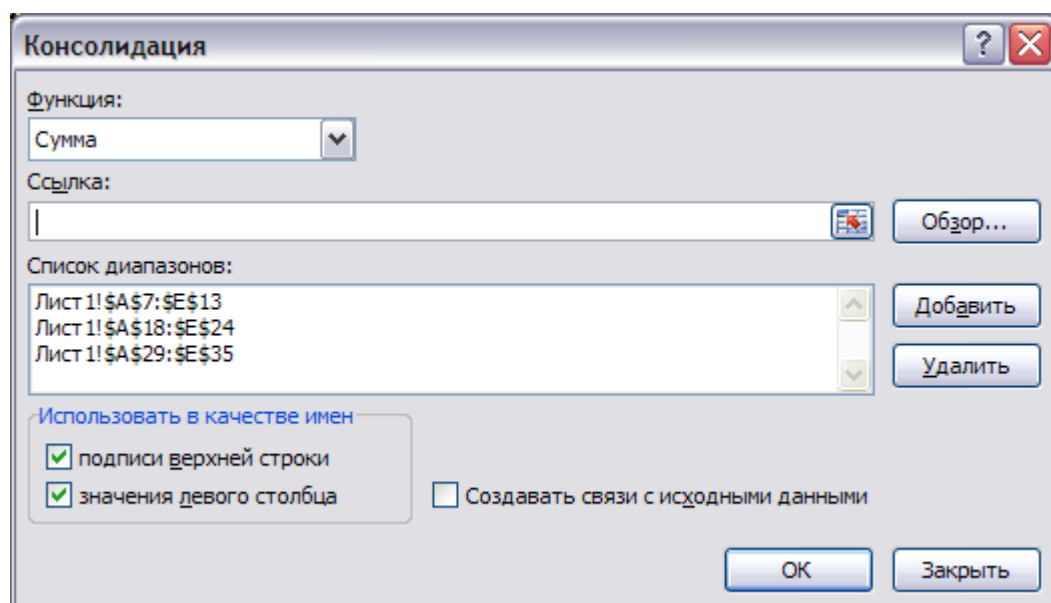 Консолидация
Функция:
Сумма
Ссылка:
Обзор...
Список диапазонов:
Лист1!$A$7:$E$13
Лист1!$A$18:$E$24
Лист1!$A$29:$E$35
Добавить
Удалить
Использовать в качестве имен
подписи верхней строки
значения левого столбца
Создавать связи с исходными данными
ОК
Закрыть